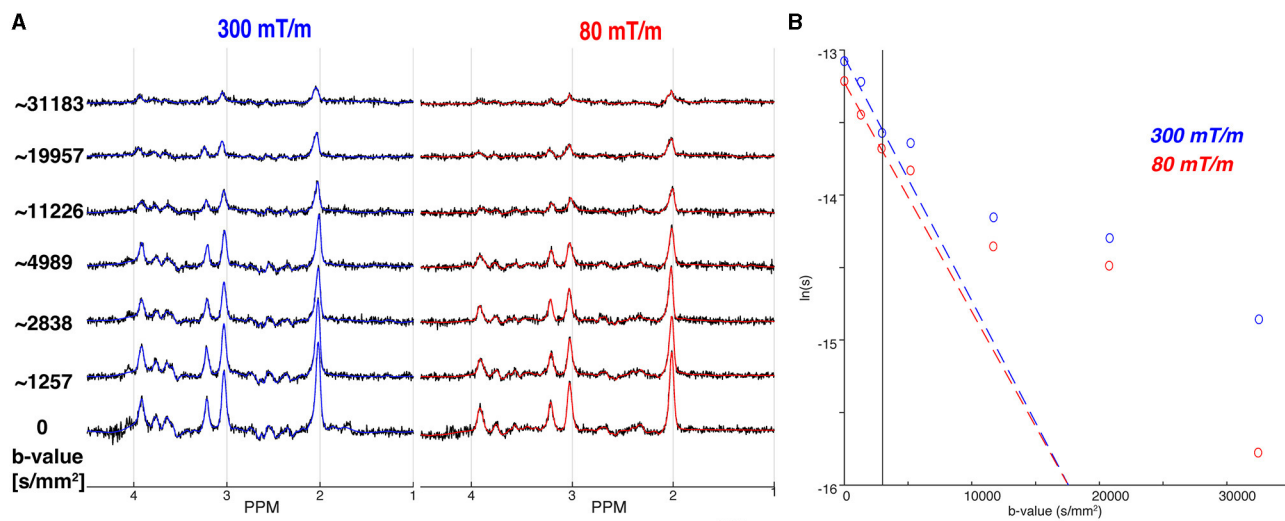 A
300 mT/m
80 mT/m
~31183
~19957
~11226
~4989
~2838
~1257
0
b-value
[s/mm²]
4 3 2 1
PPM
4 3 2 1
PPM
B
-13
-14
-15
-16
ln(s)
300 mT/m
80 mT/m
0 10000 20000 30000
b-value (s/mm²)